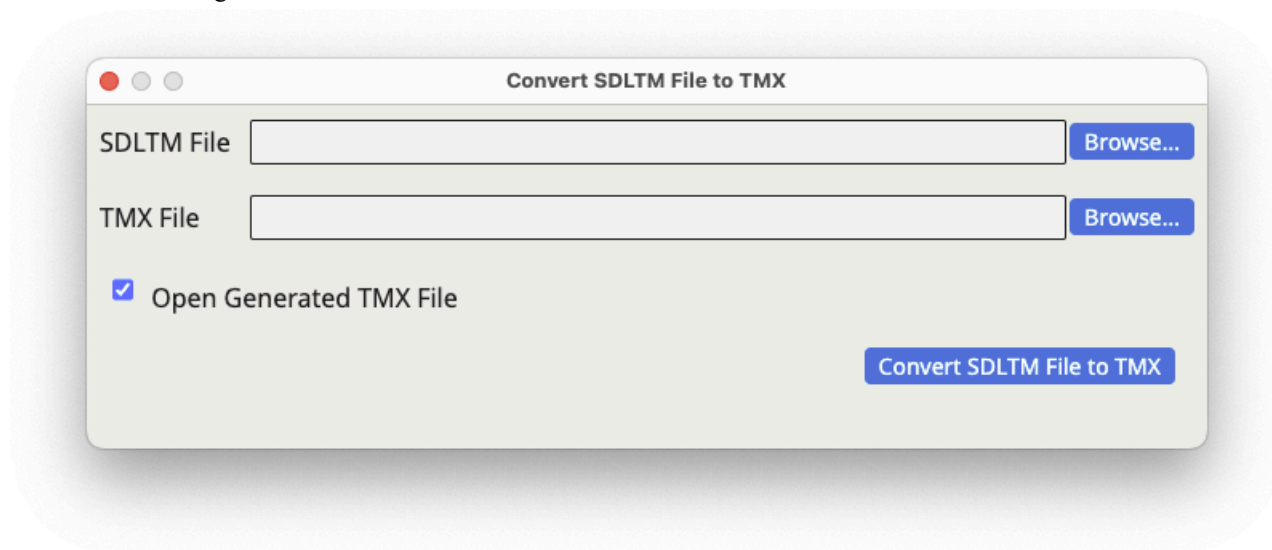 Convert SDLTM File to TMX
SDLTM File Browse...
TMX File Browse...
Open Generated TMX File
Convert SDLTM File to TMX